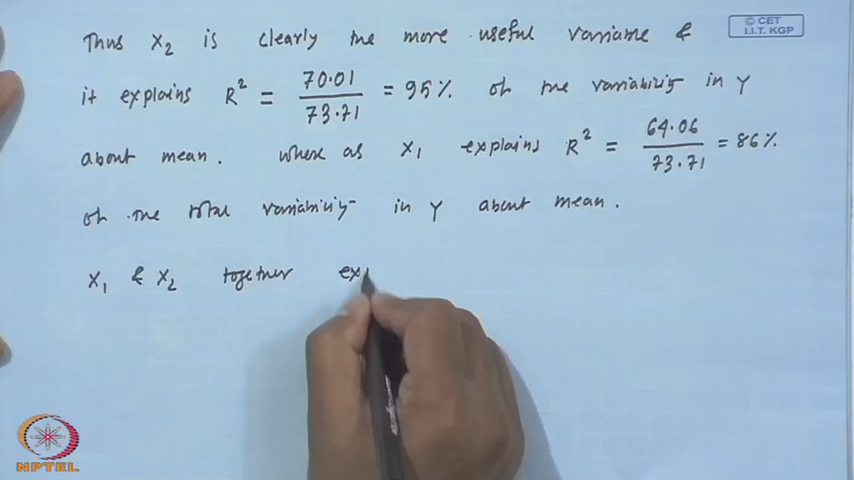 © CET
I.I.T. KGP
Thus X2 is clearly the more useful variable &
it explains R² = 70.01/73.71 = 95% of the variability in Y
about mean. where as X1 explains R² = 64.06/73.71 = 86%
of the total variability in Y about mean.
X1 & X2 together exp
NPTEL